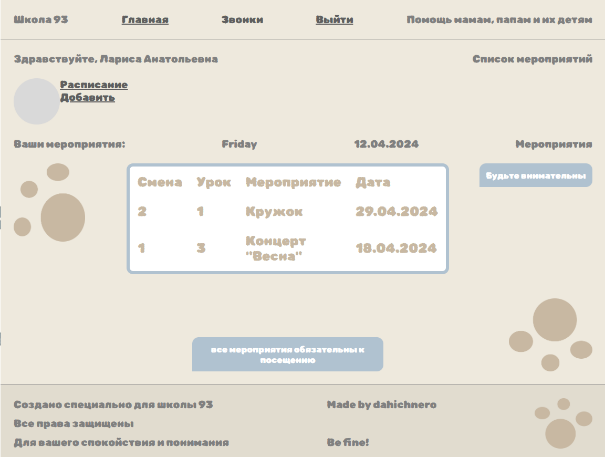 Школа 93 Главная Звонки Выйти Помощь мамам, папам и их детям
Здравствуйте, Лариса Анатольевна Список мероприятий
Расписание
Добавить
Ваши мероприятия: Friday 12.04.2024 Мероприятия
Будьте внимательны
Смена Урок Мероприятие Дата
2 1 Кружок 29.04.2024
1 3 Концерт "Весна" 18.04.2024
все мероприятия обязательны к
посещению
Создано специально для школы 93 Made by dahichnero
Все права защищены
Для вашего спокойствия и понимания Be fine!